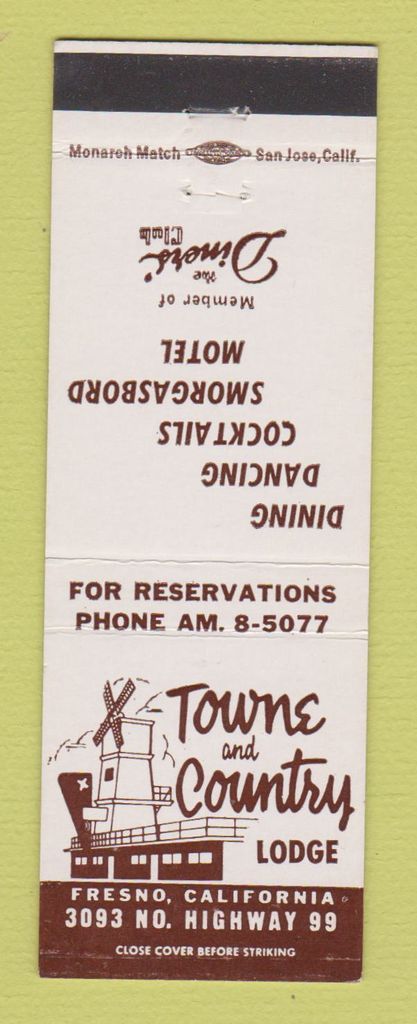 Monarch Match San Jose, Calif.
DINING
DANCING
COCKTAILS
SMORGASBORD
MOTEL
Member of
the
Diners'
Club
FOR RESERVATIONS
PHONE AM. 8-5077
Towne
and
Country
LODGE
FRESNO, CALIFORNIA
3093 NO. HIGHWAY 99
CLOSE COVER BEFORE STRIKING